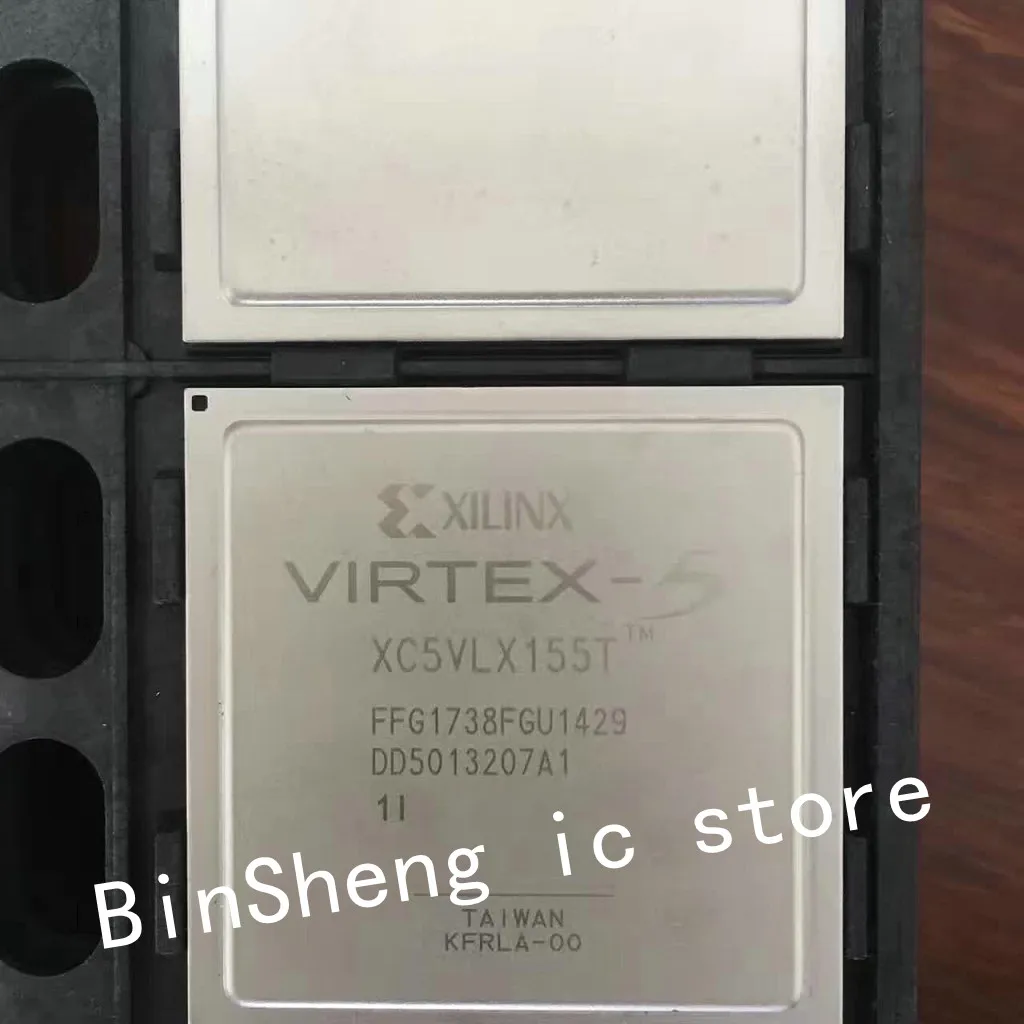 XILINX
VIRTEX-5
XC5VLX155T™
FFG1738FGU1429
DD5013207A1
1I
BinSheng ic store
TAIWAN
KFRLA-00